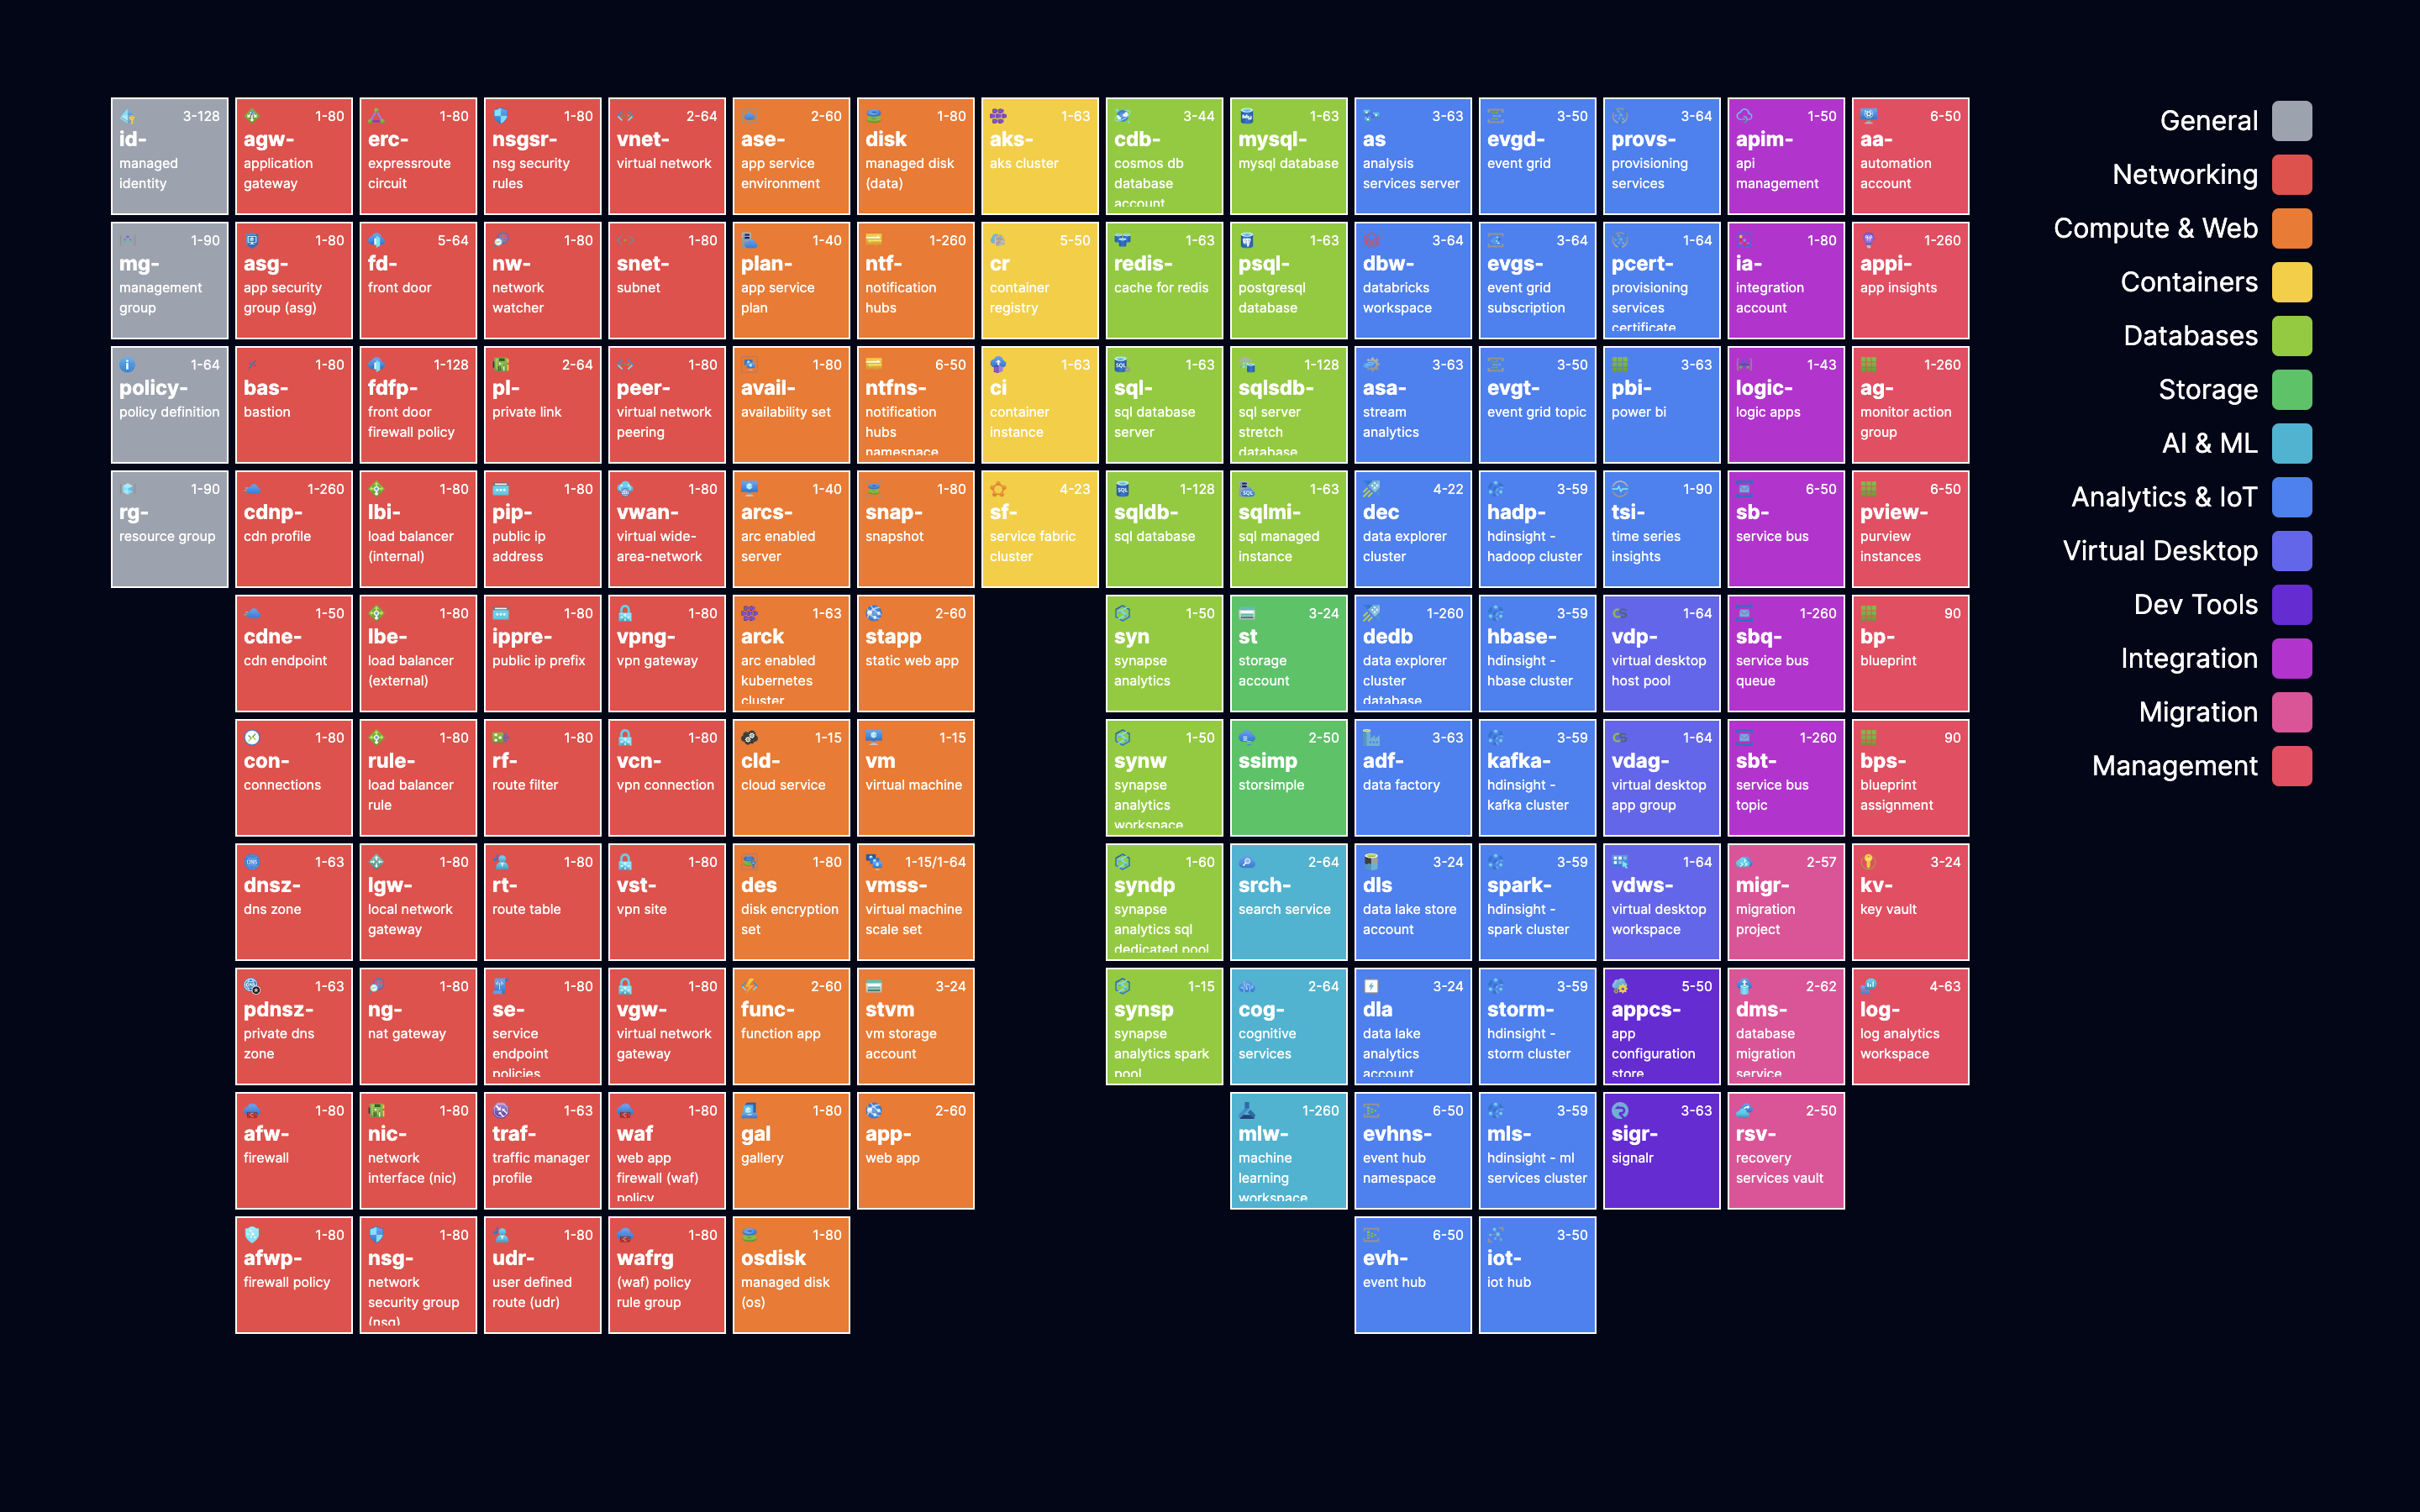 3-128
id-
managed
identity
1-80
agw-
application
gateway
1-80
erc-
expressroute
circuit
1-80
nsgsr-
nsg security
rules
2-64
vnet-
virtual network
2-60
ase-
app service
environment
1-80
disk
managed disk
(data)
1-63
aks-
aks cluster
3-44
cdb-
cosmos db
database
account
1-63
mysql-
mysql database
3-63
as
analysis
services server
3-50
evgd-
event grid
3-64
provs-
provisioning
services
1-50
apim-
api
management
6-50
aa-
automation
account
1-90
mg-
management
group
1-80
asg-
app security
group (asg)
5-64
fd-
front door
1-80
nw-
network
watcher
1-80
snet-
subnet
1-40
plan-
app service
plan
1-260
ntf-
notification
hubs
5-50
cr
container
registry
1-63
redis-
cache for redis
1-63
psql-
postgresql
database
3-64
dbw-
databricks
workspace
3-64
evgs-
event grid
subscription
1-64
pcert-
provisioning
services
certificate
1-80
ia-
integration
account
1-260
appi-
app insights
1-64
policy-
policy definition
1-80
bas-
bastion
1-128
fdfp-
front door
firewall policy
2-64
pl-
private link
1-80
peer-
virtual network
peering
1-80
avail-
availability set
6-50
ntfns-
notification
hubs
namespace
1-63
ci
container
instance
1-63
sql-
sql database
server
1-128
sqlsdb-
sql server
stretch
database
3-63
asa-
stream
analytics
3-50
evgt-
event grid topic
3-63
pbi-
power bi
1-43
logic-
logic apps
1-260
ag-
monitor action
group
1-90
rg-
resource group
1-260
cdnp-
cdn profile
1-80
lbi-
load balancer
(internal)
1-80
pip-
public ip
address
1-80
vwan-
virtual wide-
area-network
1-40
arcs-
arc enabled
server
1-80
snap-
snapshot
4-23
sf-
service fabric
cluster
1-128
sqldb-
sql database
1-63
sqlmi-
sql managed
instance
4-22
dec
data explorer
cluster
3-59
hadp-
hdinsight -
hadoop cluster
1-90
tsi-
time series
insights
6-50
sb-
service bus
6-50
pview-
purview
instances
1-50
cdne-
cdn endpoint
1-80
lbe-
load balancer
(external)
1-80
ippre-
public ip prefix
1-80
vpng-
vpn gateway
1-63
arck
arc enabled
kubernetes
cluster
2-60
stapp
static web app
1-50
syn
synapse
analytics
3-24
st
storage
account
1-260
dedb
data explorer
cluster
database
3-59
hbase-
hdinsight -
hbase cluster
1-64
vdp-
virtual desktop
host pool
1-260
sbq-
service bus
queue
90
bp-
blueprint
1-80
con-
connections
1-80
rule-
load balancer
rule
1-80
rf-
route filter
1-80
vcn-
vpn connection
1-15
cld-
cloud service
1-15
vm
virtual machine
1-50
synw
synapse
analytics
workspace
2-50
ssimp
storsimple
3-63
adf-
data factory
3-59
kafka-
hdinsight -
kafka cluster
1-64
vdag-
virtual desktop
app group
1-260
sbt-
service bus
topic
90
bps-
blueprint
assignment
1-63
dnsz-
dns zone
1-80
lgw-
local network
gateway
1-80
rt-
route table
1-80
vst-
vpn site
1-80
des
disk encryption
set
1-15/1-64
vmss-
virtual machine
scale set
1-60
syndp
synapse
analytics sql
dedicated pool
2-64
srch-
search service
3-24
dls
data lake store
account
3-59
spark-
hdinsight -
spark cluster
1-64
vdws-
virtual desktop
workspace
2-57
migr-
migration
project
3-24
kv-
key vault
1-63
pdnsz-
private dns
zone
1-80
ng-
nat gateway
1-80
se-
service
endpoint
policies
1-80
vgw-
virtual network
gateway
2-60
func-
function app
3-24
stvm
vm storage
account
1-15
synsp
synapse
analytics spark
pool
2-64
cog-
cognitive
services
3-24
dla
data lake
analytics
account
3-59
storm-
hdinsight -
storm cluster
5-50
appcs-
app
configuration
store
2-62
dms-
database
migration
service
4-63
log-
log analytics
workspace
1-80
afw-
firewall
1-80
nic-
network
interface (nic)
1-63
traf-
traffic manager
profile
1-80
waf
web app
firewall (waf)
policy
1-80
gal
gallery
2-60
app-
web app
1-260
mlw-
machine
learning
workspace
6-50
evhns-
event hub
namespace
3-59
mls-
hdinsight - ml
services cluster
3-63
sigr-
signalr
2-50
rsv-
recovery
services vault
1-80
afwp-
firewall policy
1-80
nsg-
network
security group
(nsg)
1-80
udr-
user defined
route (udr)
1-80
wafrg
(waf) policy
rule group
1-80
osdisk
managed disk
(os)
6-50
evh-
event hub
3-50
iot-
iot hub
General
Networking
Compute & Web
Containers
Databases
Storage
AI & ML
Analytics & IoT
Virtual Desktop
Dev Tools
Integration
Migration
Management